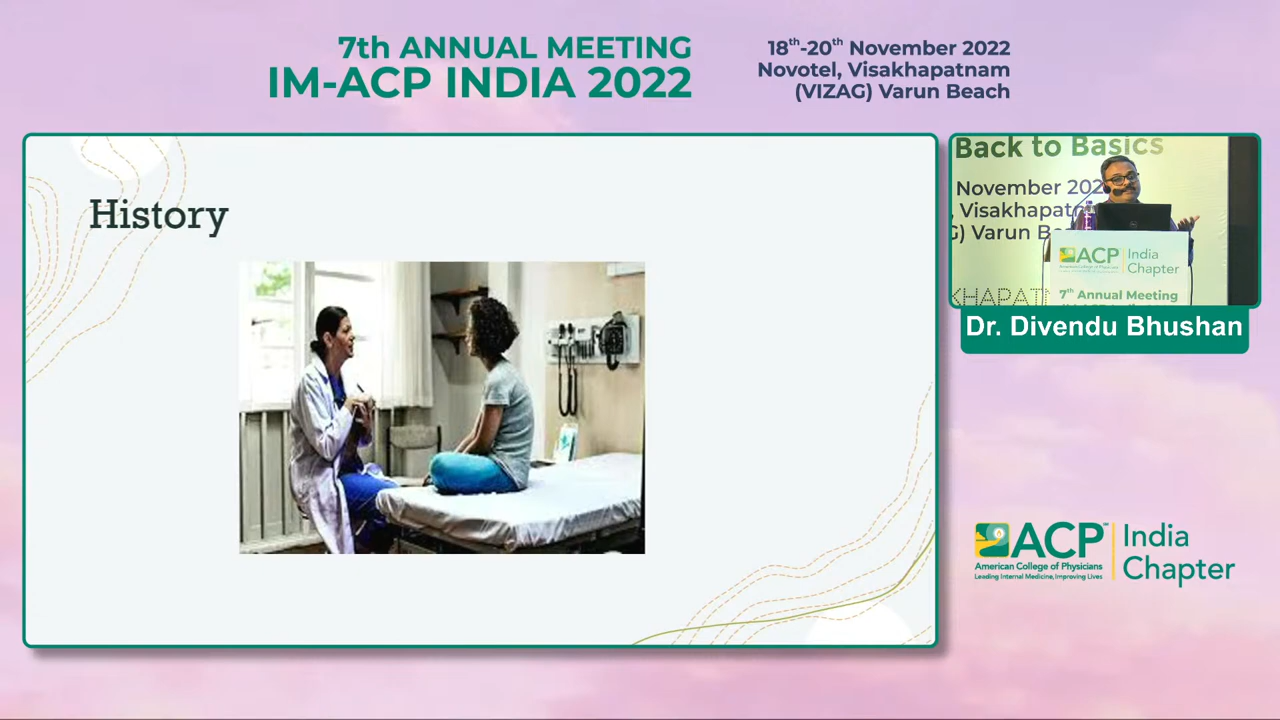 7th ANNUAL MEETING
IM-ACP INDIA 2022
18th-20th November 2022
Novotel, Visakhapatnam
(VIZAG) Varun Beach
History
Back to Basics
November 202
, Visakhapatn
G) Varun Be
KHAPATN
ACP India
Chapter
7th Annual Meeting
Dr. Divendu Bhushan
ACP India
Chapter
American College of Physicians
Leading Internal Medicine, Improving Lives